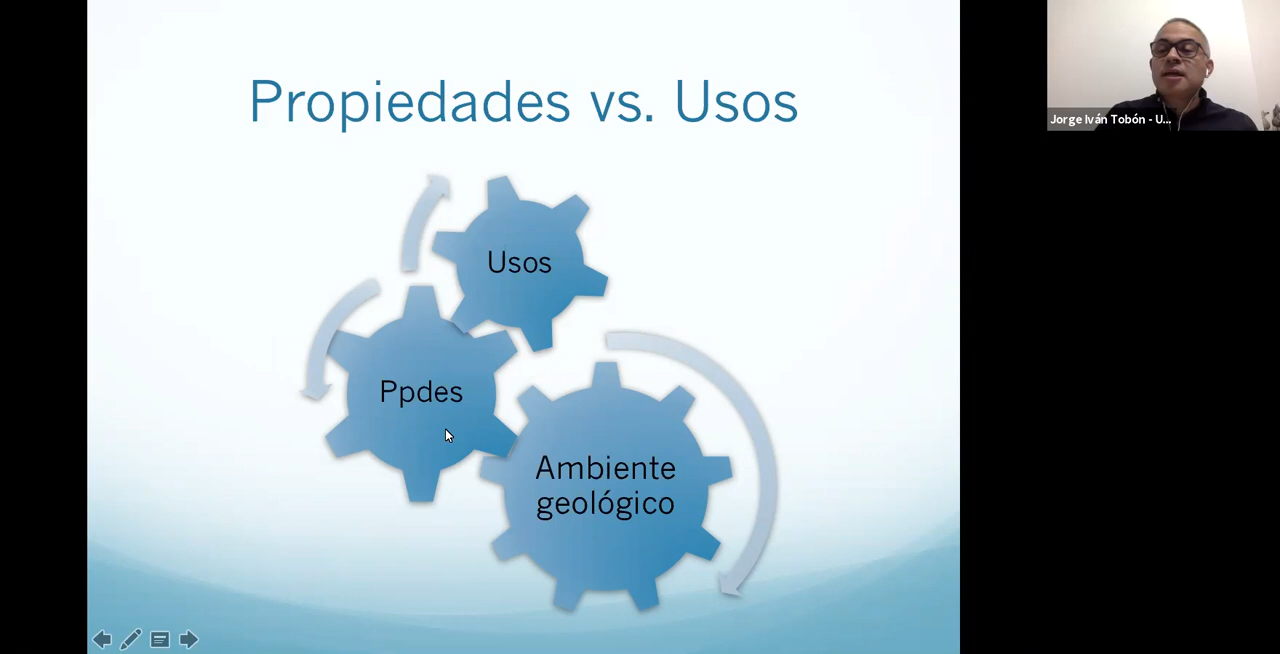 Propiedades vs. Usos
Usos
Ppdes
Ambiente
geológico
Jorge Iván Tobón - U...